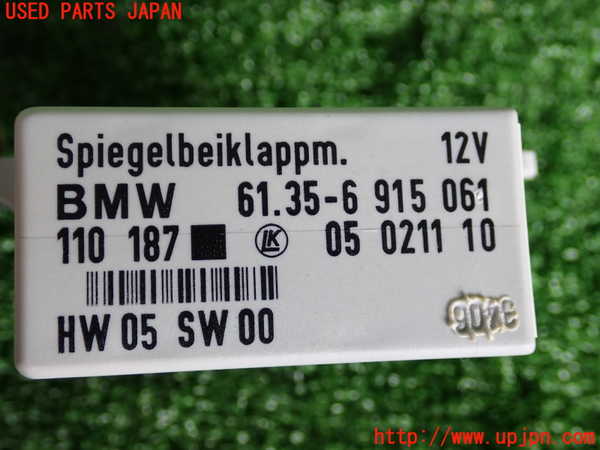 USED PARTS JAPAN
Spiegelbeiklappm. 12V
BMW 61.35-6 915 061
110 187 LK 05 0211 10
HW 05 SW 00
http://www.upjpn.com/